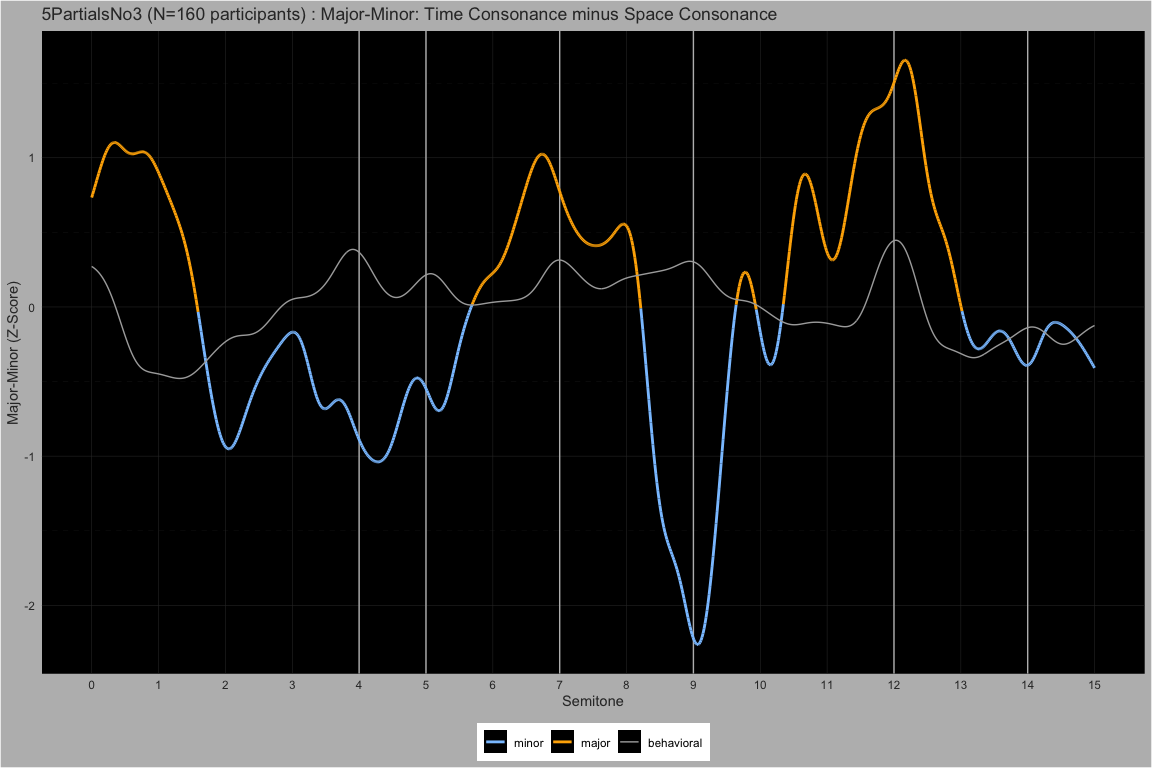 5PartialsNo3 (N=160 participants) : Major-Minor: Time Consonance minus Space Consonance
Major-Minor (Z-Score)
1
0
-1
-2
0 1 2 3 4 5 6 7 8 9 10 11 12 13 14 15
Semitone
minor major behavioral